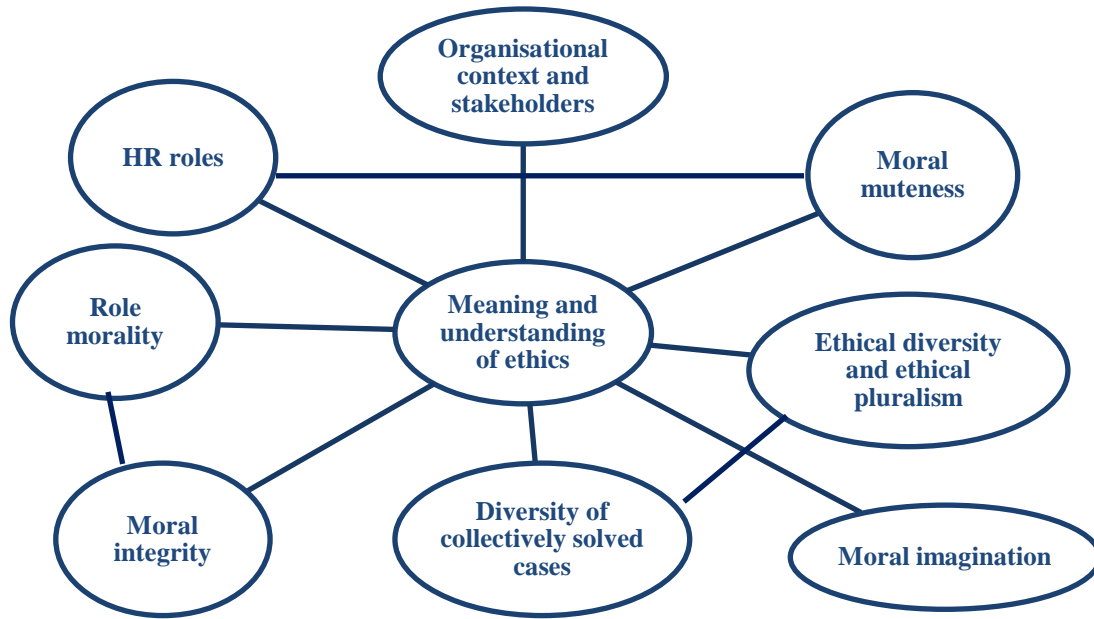 Organisational
context and
stakeholders
HR roles
Moral
muteness
Role
morality
Meaning and
understanding
of ethics
Ethical diversity
and ethical
pluralism
Moral
integrity
Diversity of
collectively solved
cases
Moral imagination